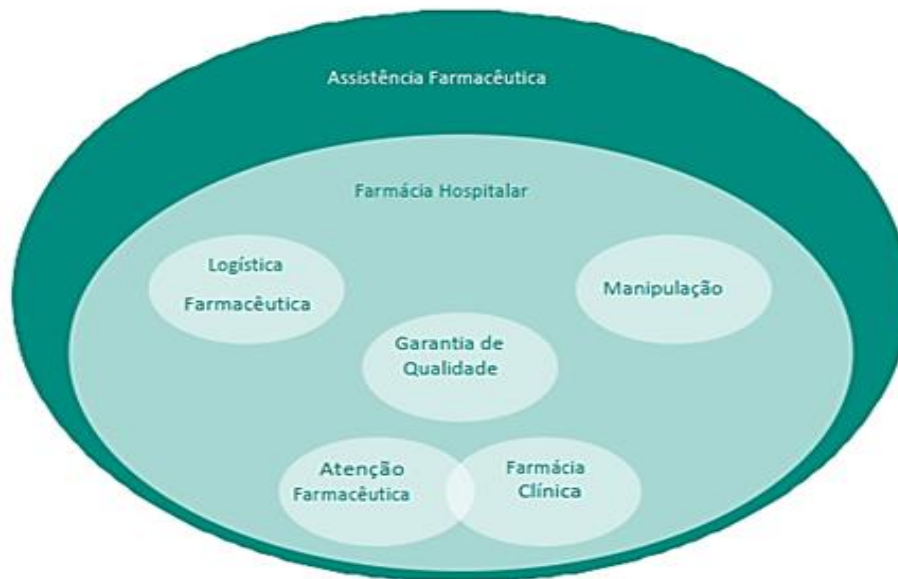 Assistência Farmacêutica
Farmácia Hospitalar
Logística
Farmacêutica
Manipulação
Garantia de
Qualidade
Atenção
Farmacêutica
Farmácia
Clínica